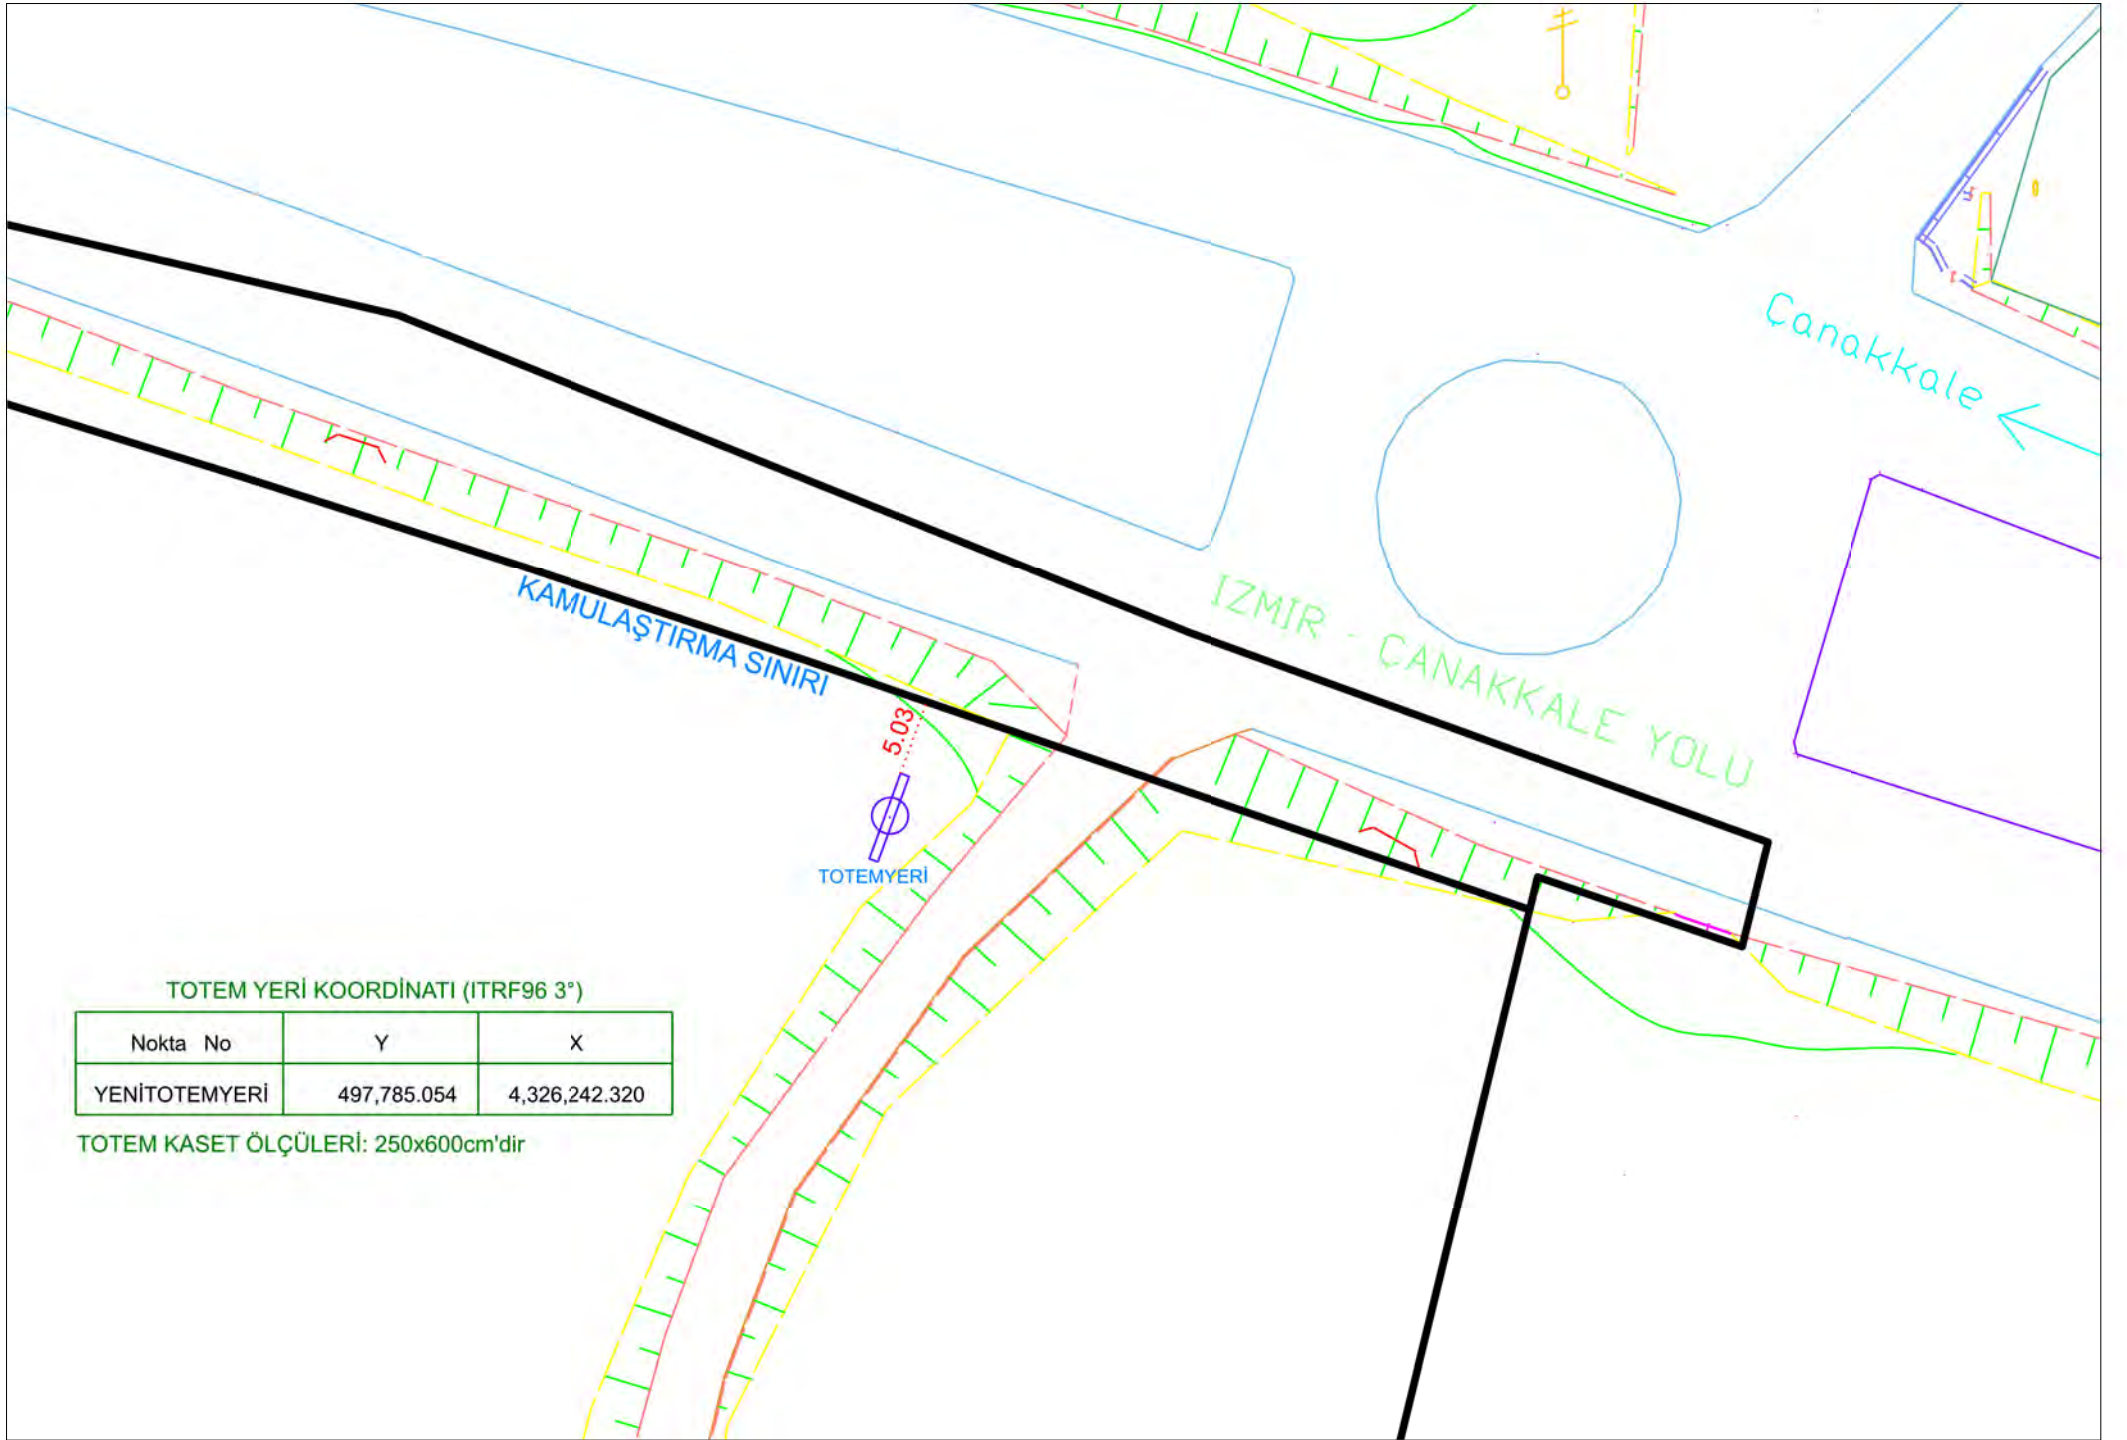 Çanakkale
İZMİR - ÇANAKKALE YOLU
KAMULAŞTIRMA SINIRI
5.03
TOTEMYERİ
TOTEM YERİ KOORDİNATI (ITRF96 3°)
Nokta No Y X
YENİTOTEMYERİ 497,785.054 4,326,242.320
TOTEM KASET ÖLÇÜLERİ: 250x600cm'dir